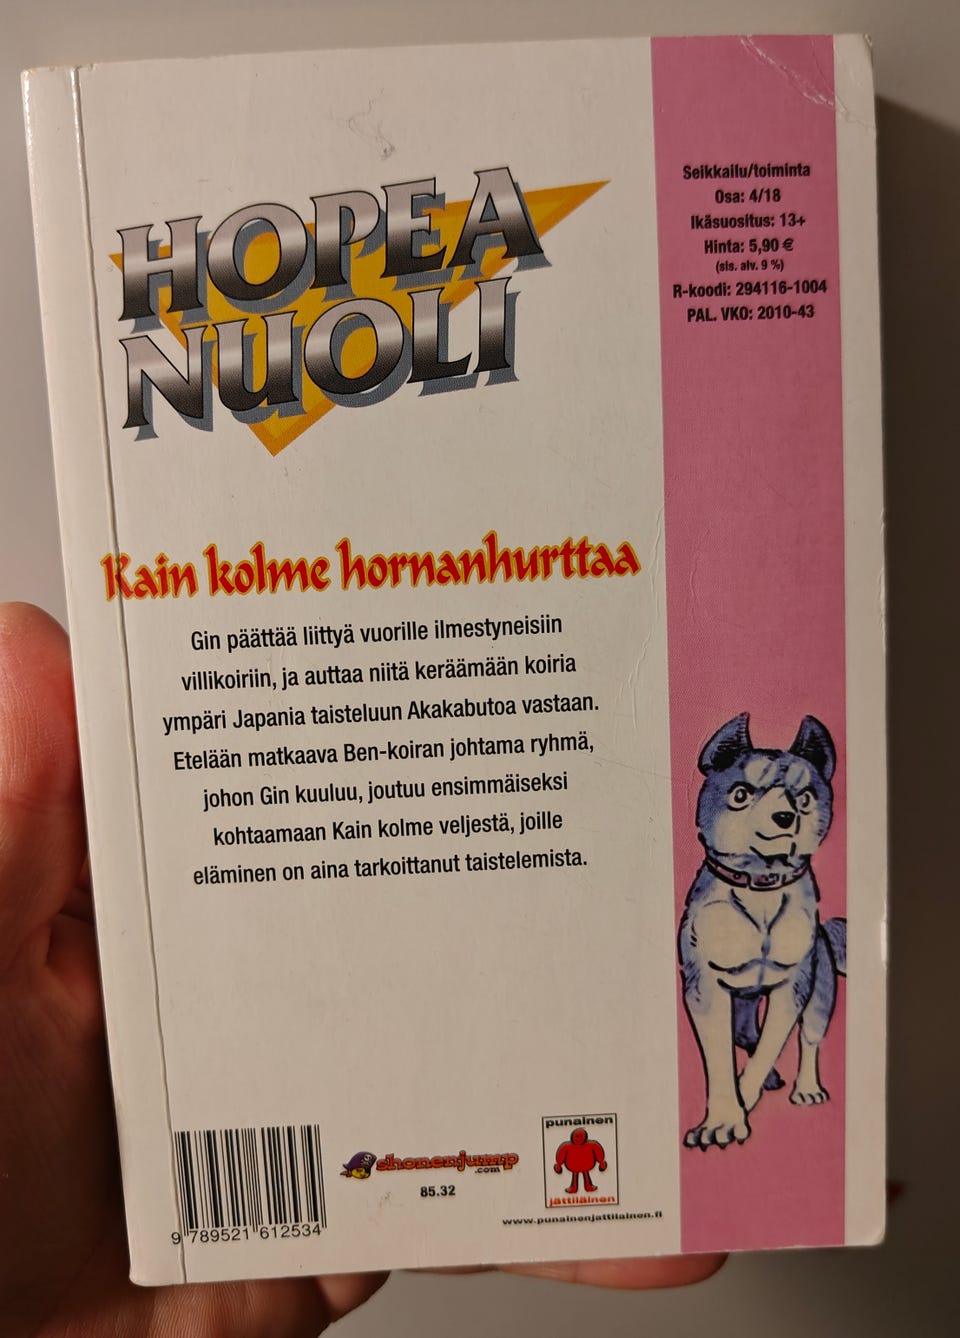 HOPEA
NUOLI
Seikkailu/toiminta
Osa: 4/18
Ikäsuositus: 13+
Hinta: 5,90 €
(sis. alv. 9 %)
R-koodi: 294116-1004
PAL. VKO: 2010-43
Kain kolme hornanhurttaa
Gin päättää liittyä vuorille ilmestyneisiin
villikoiriin, ja auttaa niitä keräämään koiria
ympäri Japania taisteluun Akakabutoa vastaan.
Etelään matkaava Ben-koiran johtama ryhmä,
johon Gin kuuluu, joutuu ensimmäiseksi
kohtaamaan Kain kolme veljestä, joille
eläminen on aina tarkoittanut taistelemista.
9 789521 612534
shonenjump
.com
85.32
punainen
jättiläinen
www.punainenjattilainen.fi